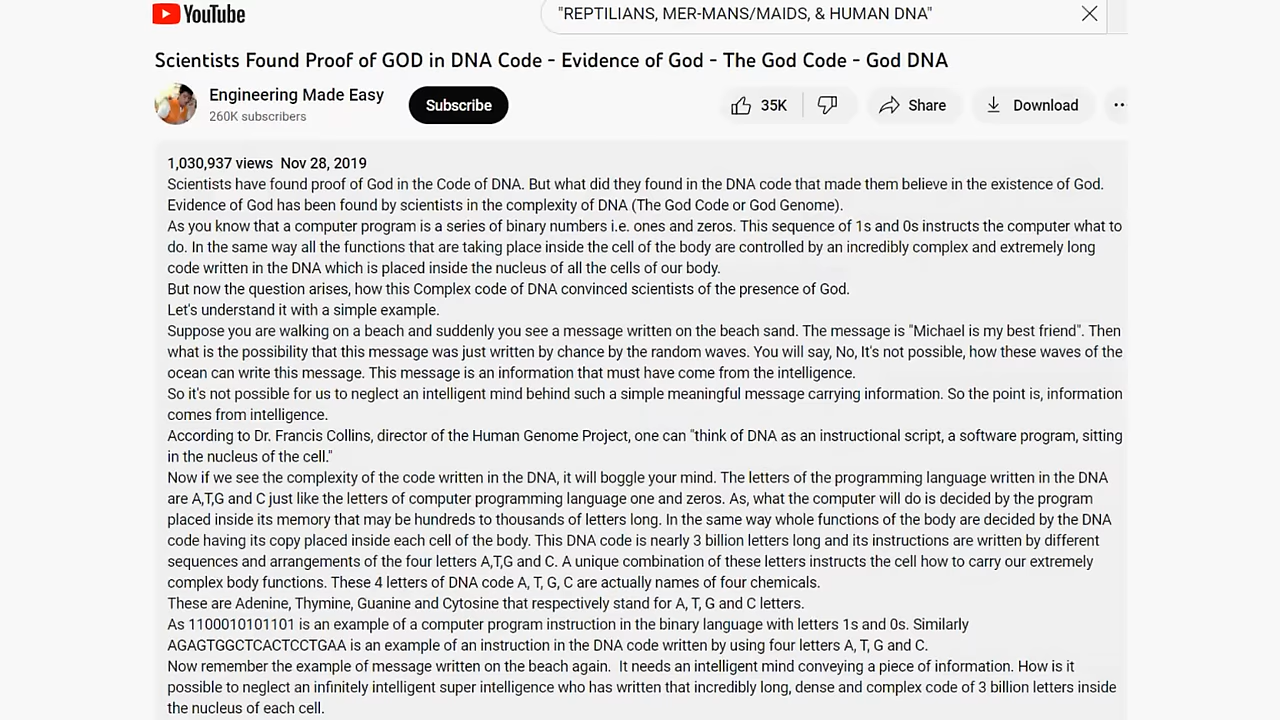 YouTube
"REPTILIANS, MER-MANS/MAIDS, & HUMAN DNA"
Scientists Found Proof of GOD in DNA Code - Evidence of God - The God Code - God DNA
Engineering Made Easy
260K subscribers
Subscribe
35K
Share
Download
1,030,937 views Nov 28, 2019
Scientists have found proof of God in the Code of DNA. But what did they found in the DNA code that made them believe in the existence of God.
Evidence of God has been found by scientists in the complexity of DNA (The God Code or God Genome).
As you know that a computer program is a series of binary numbers i.e. ones and zeros. This sequence of 1s and 0s instructs the computer what to
do. In the same way all the functions that are taking place inside the cell of the body are controlled by an incredibly complex and extremely long
code written in the DNA which is placed inside the nucleus of all the cells of our body.
But now the question arises, how this Complex code of DNA convinced scientists of the presence of God.
Let's understand it with a simple example.
Suppose you are walking on a beach and suddenly you see a message written on the beach sand. The message is "Michael is my best friend". Then
what is the possibility that this message was just written by chance by the random waves. You will say, No, It's not possible, how these waves of the
ocean can write this message. This message is an information that must have come from the intelligence.
So it's not possible for us to neglect an intelligent mind behind such a simple meaningful message carrying information. So the point is, information
comes from intelligence.
According to Dr. Francis Collins, director of the Human Genome Project, one can "think of DNA as an instructional script, a software program, sitting
in the nucleus of the cell."
Now if we see the complexity of the code written in the DNA, it will boggle your mind. The letters of the programming language written in the DNA
are A,T,G and C just like the letters of computer programming language one and zeros. As, what the computer will do is decided by the program
placed inside its memory that may be hundreds to thousands of letters long. In the same way whole functions of the body are decided by the DNA
code having its copy placed inside each cell of the body. This DNA code is nearly 3 billion letters long and its instructions are written by different
sequences and arrangements of the four letters A,T,G and C. A unique combination of these letters instructs the cell how to carry our extremely
complex body functions. These 4 letters of DNA code A, T, G, C are actually names of four chemicals.
These are Adenine, Thymine, Guanine and Cytosine that respectively stand for A, T, G and C letters.
As 1100010101101 is an example of a computer program instruction in the binary language with letters 1s and 0s. Similarly
AGAGTGGCTCACTCCTGAA is an example of an instruction in the DNA code written by using four letters A, T, G and C.
Now remember the example of message written on the beach again. It needs an intelligent mind conveying a piece of information. How is it
possible to neglect an infinitely intelligent super intelligence who has written that incredibly long, dense and complex code of 3 billion letters inside
the nucleus of each cell.